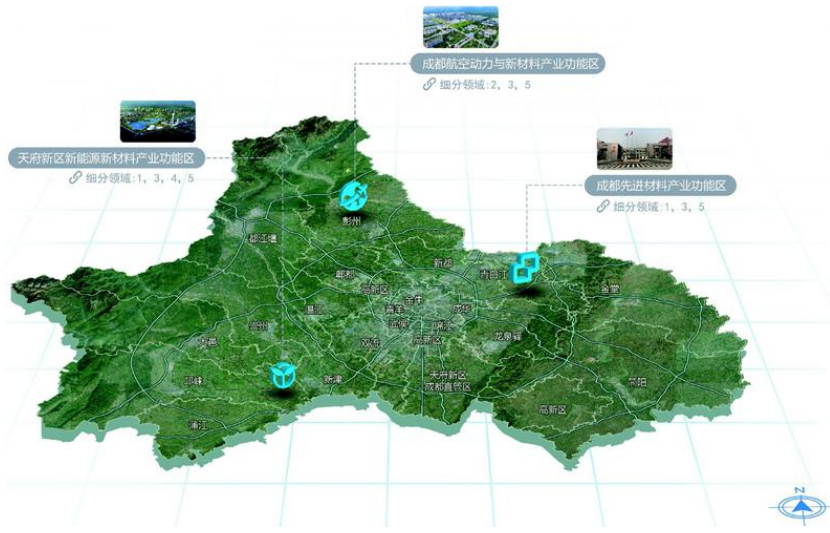 成都航空动力与新材料产业功能区
细分领域:2, 3, 5
天府新区新能源新材料产业功能区
细分领域:1, 3, 4, 5
成都先进材料产业功能区
细分领域:1, 3, 5
彭州
都江堰
新都
青白江
郫都
高新区
金牛
成华
金堂
温江
青羊
武侯
锦江
崇州
大邑
双流
高新区
龙泉驿
邛崃
新津
天府新区
成都直管区
简阳
高新区
蒲江
N